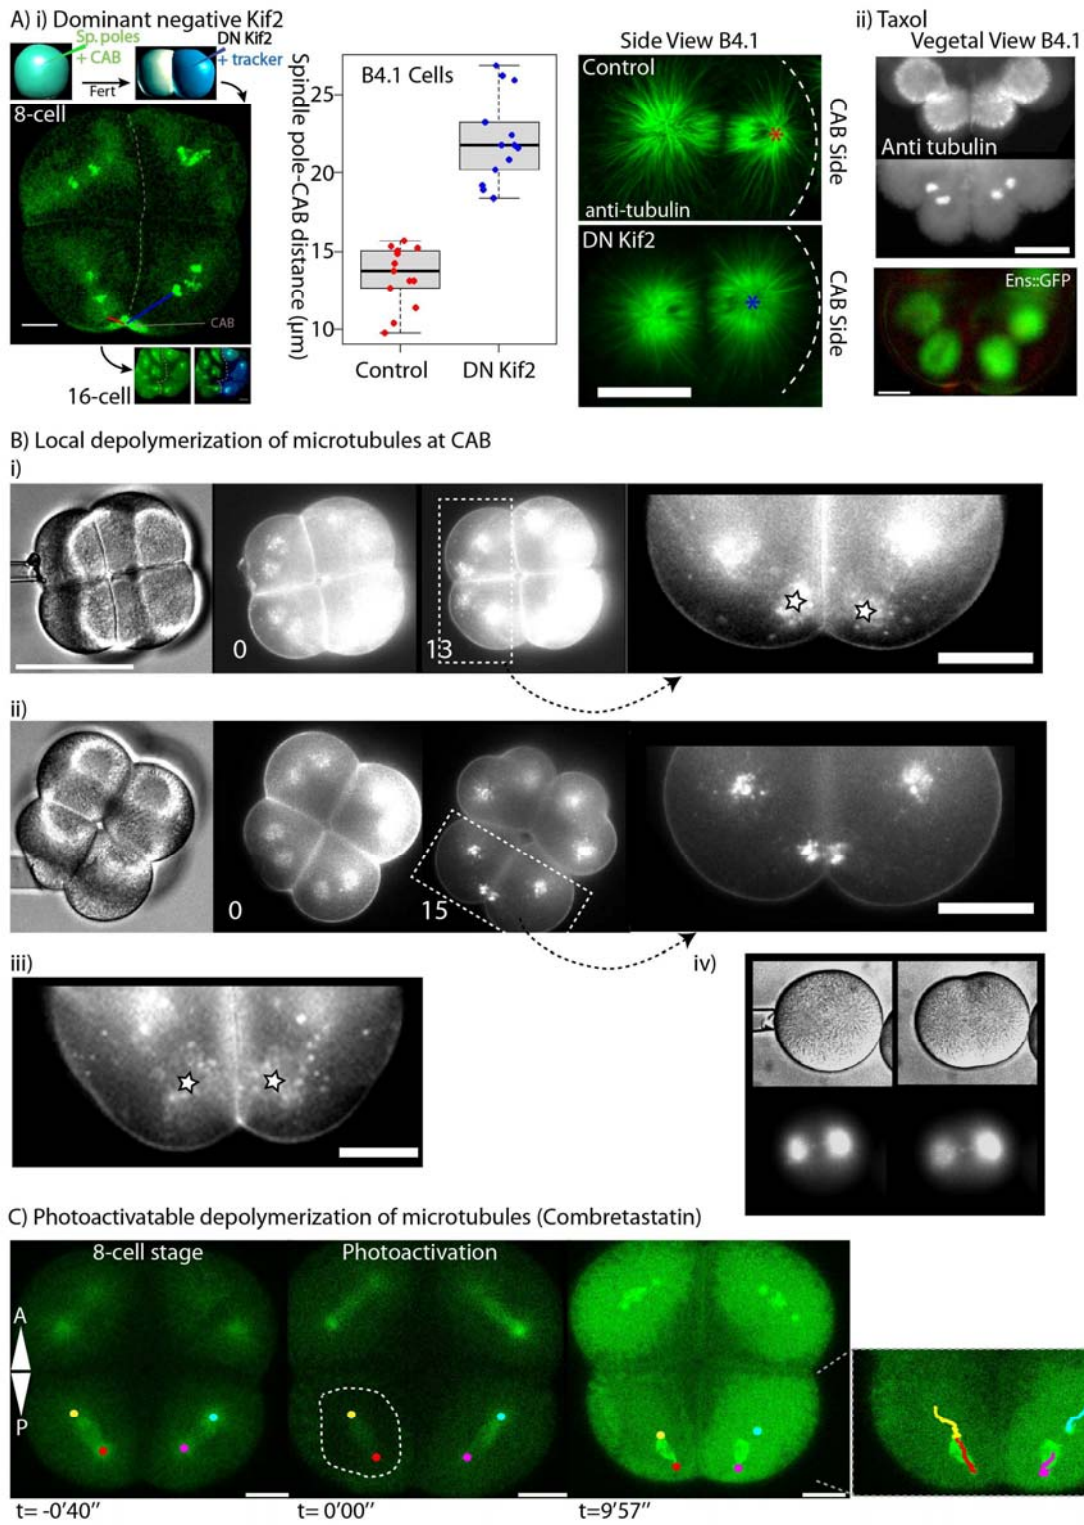 A) i) Dominant negative Kif2
Sp. poles
+ CAB
DN Kif2
+ tracker
Fert
8-cell
CAB
16-cell
Spindle pole-CAB
distance (µm)
B4.1 Cells
25
20
15
10
Control
DN Kif2
Side View B4.1
Control
*
anti-tubulin
CAB Side
DN Kif2
*
CAB Side
ii) Taxol
Vegetal View B4.1
Anti tubulin
Ens::GFP
B) Local depolymerization of microtubules at CAB
i)
0
13
ii)
0
15
iii)
iv)
C) Photoactivatable depolymerization of microtubules (Combretastatin)
8-cell stage
Photoactivation
A
P
t= -0'40''
t= 0'00''
t=9'57''